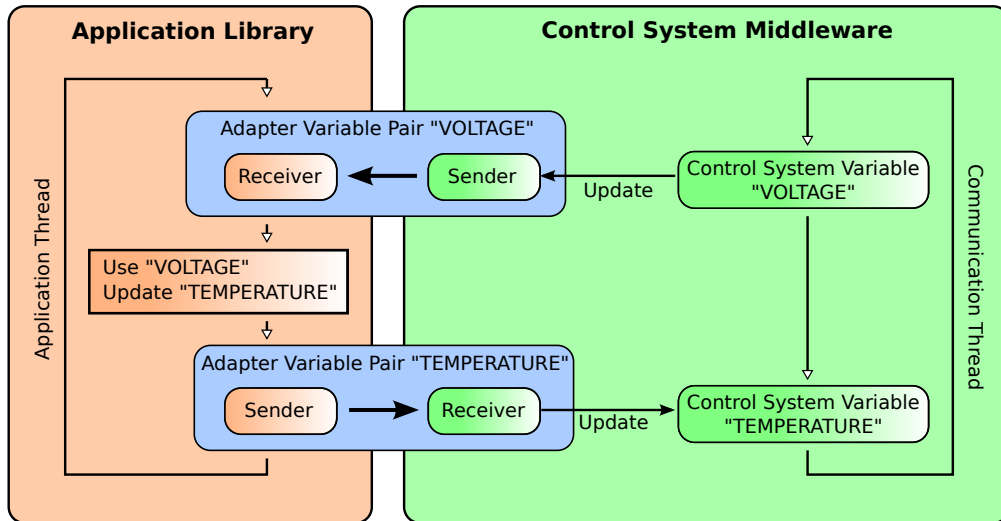 Application Library
Control System Middleware
Adapter Variable Pair "VOLTAGE"
Receiver
Sender
Update
Control System Variable
"VOLTAGE"
Application Thread
Communication Thread
Use "VOLTAGE"
Update "TEMPERATURE"
Adapter Variable Pair "TEMPERATURE"
Sender
Receiver
Update
Control System Variable
"TEMPERATURE"